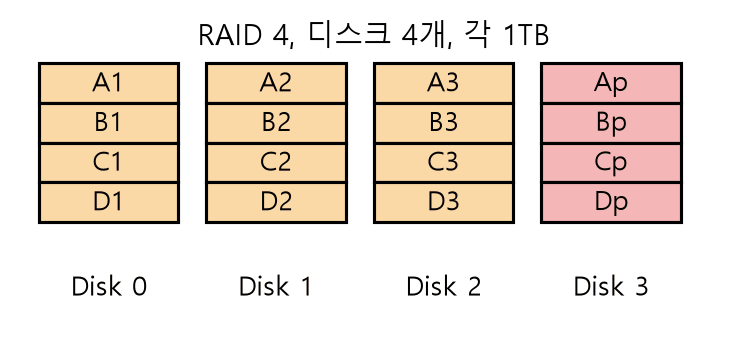 RAID 4, 디스크 4개, 각 1TB
A1 A2 A3 Ap
B1 B2 B3 Bp
C1 C2 C3 Cp
D1 D2 D3 Dp
Disk 0 Disk 1 Disk 2 Disk 3